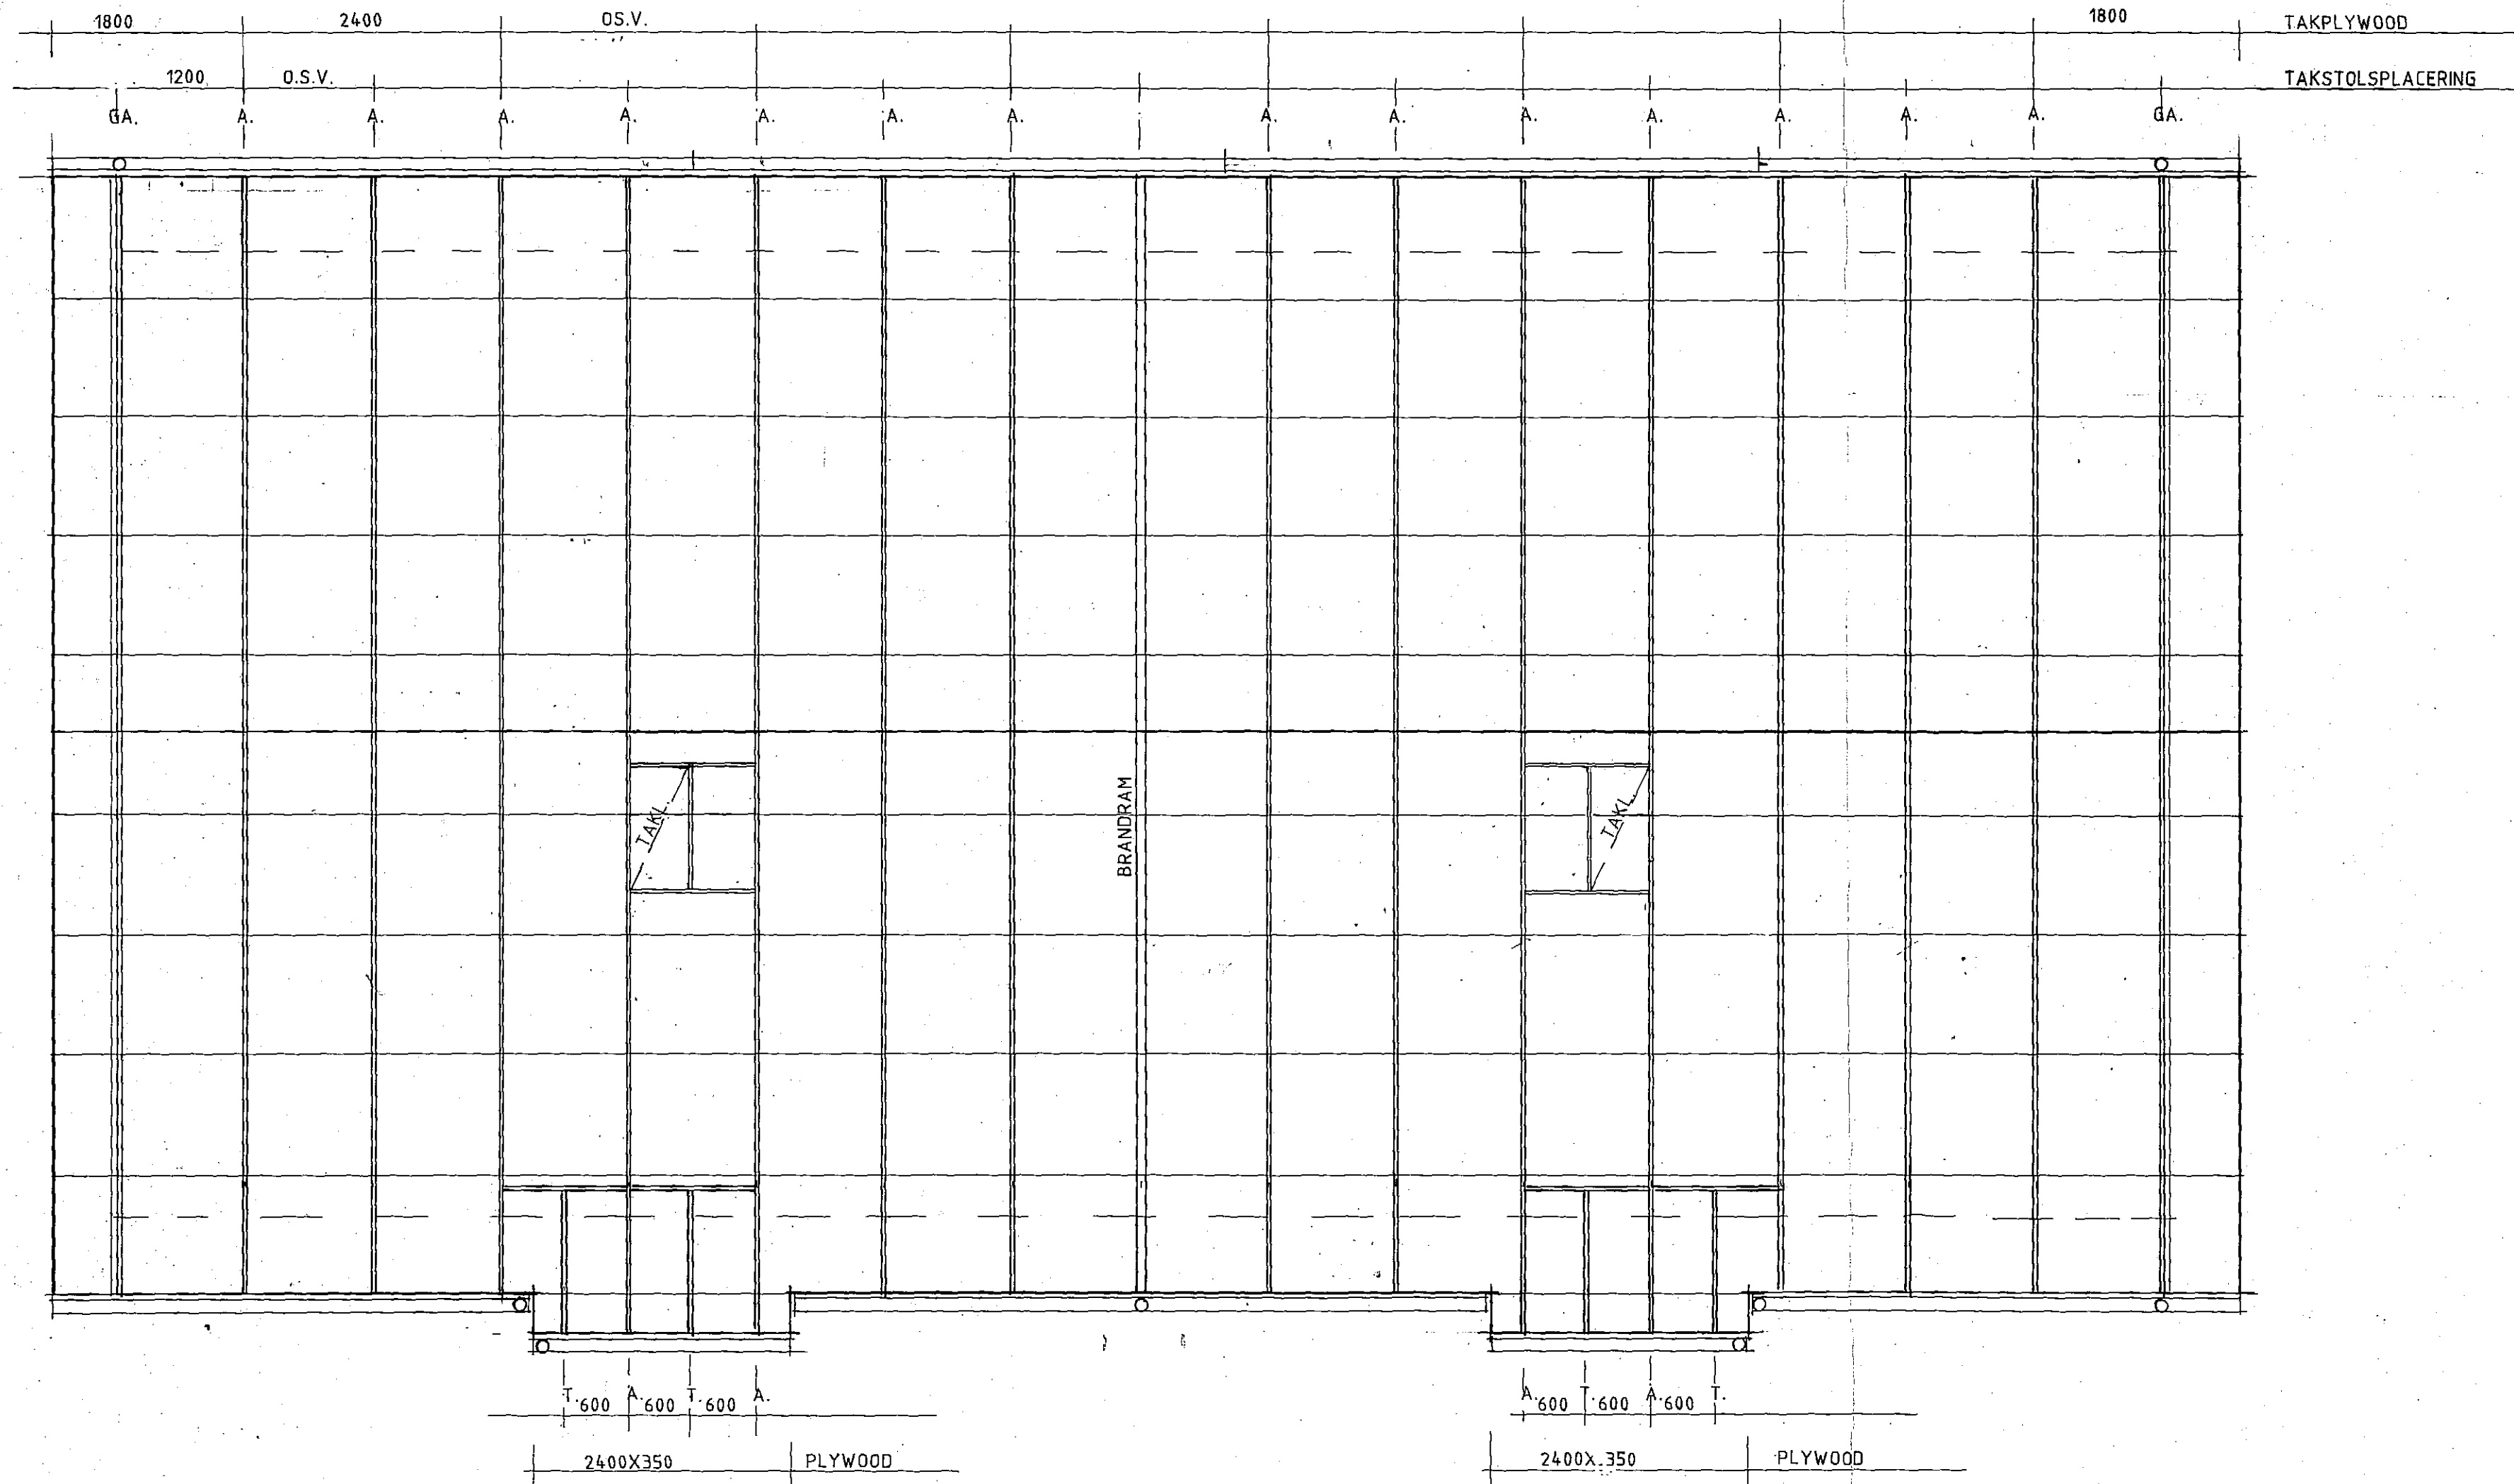 1800 2400 OS.V. 1800 TAKPLYWOOD
1200 O.S.V. TAKSTOLSPLACERING
GA. A. A. A. A. A. A. A. A. A. A. A. A. A. A. GA.
TAKL.
BRANDRAM
TAKL.
T. A. T. A. A. T. A. T.
600 600 600 600 600 600
2400X350 PLYWOOD 2400X350 PLYWOOD